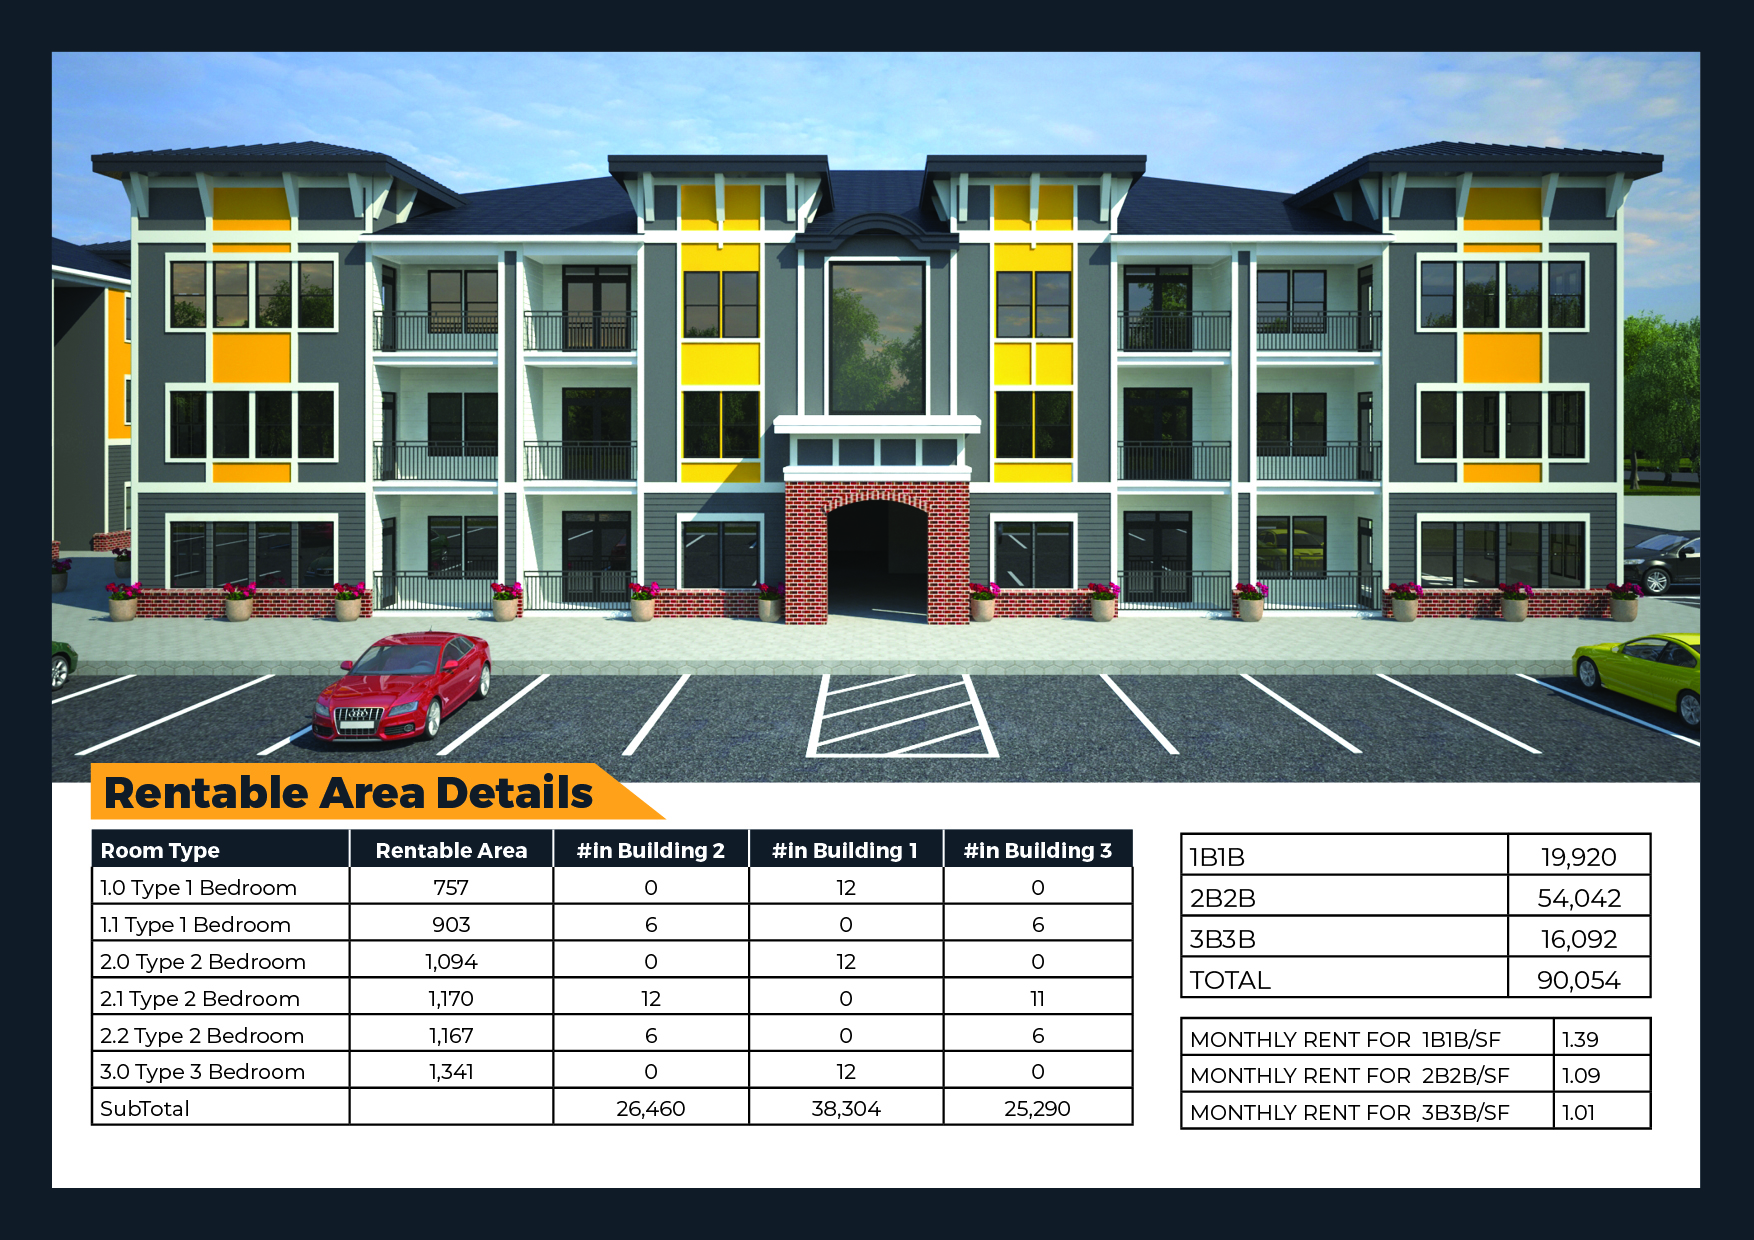 Rentable Area Details
Room Type Rentable Area #in Building 2 #in Building 1 #in Building 3
1.0 Type 1 Bedroom 757 0 12 0
1.1 Type 1 Bedroom 903 6 0 6
2.0 Type 2 Bedroom 1,094 0 12 0
2.1 Type 2 Bedroom 1,170 12 0 11
2.2 Type 2 Bedroom 1,167 6 0 6
3.0 Type 3 Bedroom 1,341 0 12 0
SubTotal 26,460 38,304 25,290
1B1B 19,920
2B2B 54,042
3B3B 16,092
TOTAL 90,054
MONTHLY RENT FOR 1B1B/SF 1.39
MONTHLY RENT FOR 2B2B/SF 1.09
MONTHLY RENT FOR 3B3B/SF 1.01